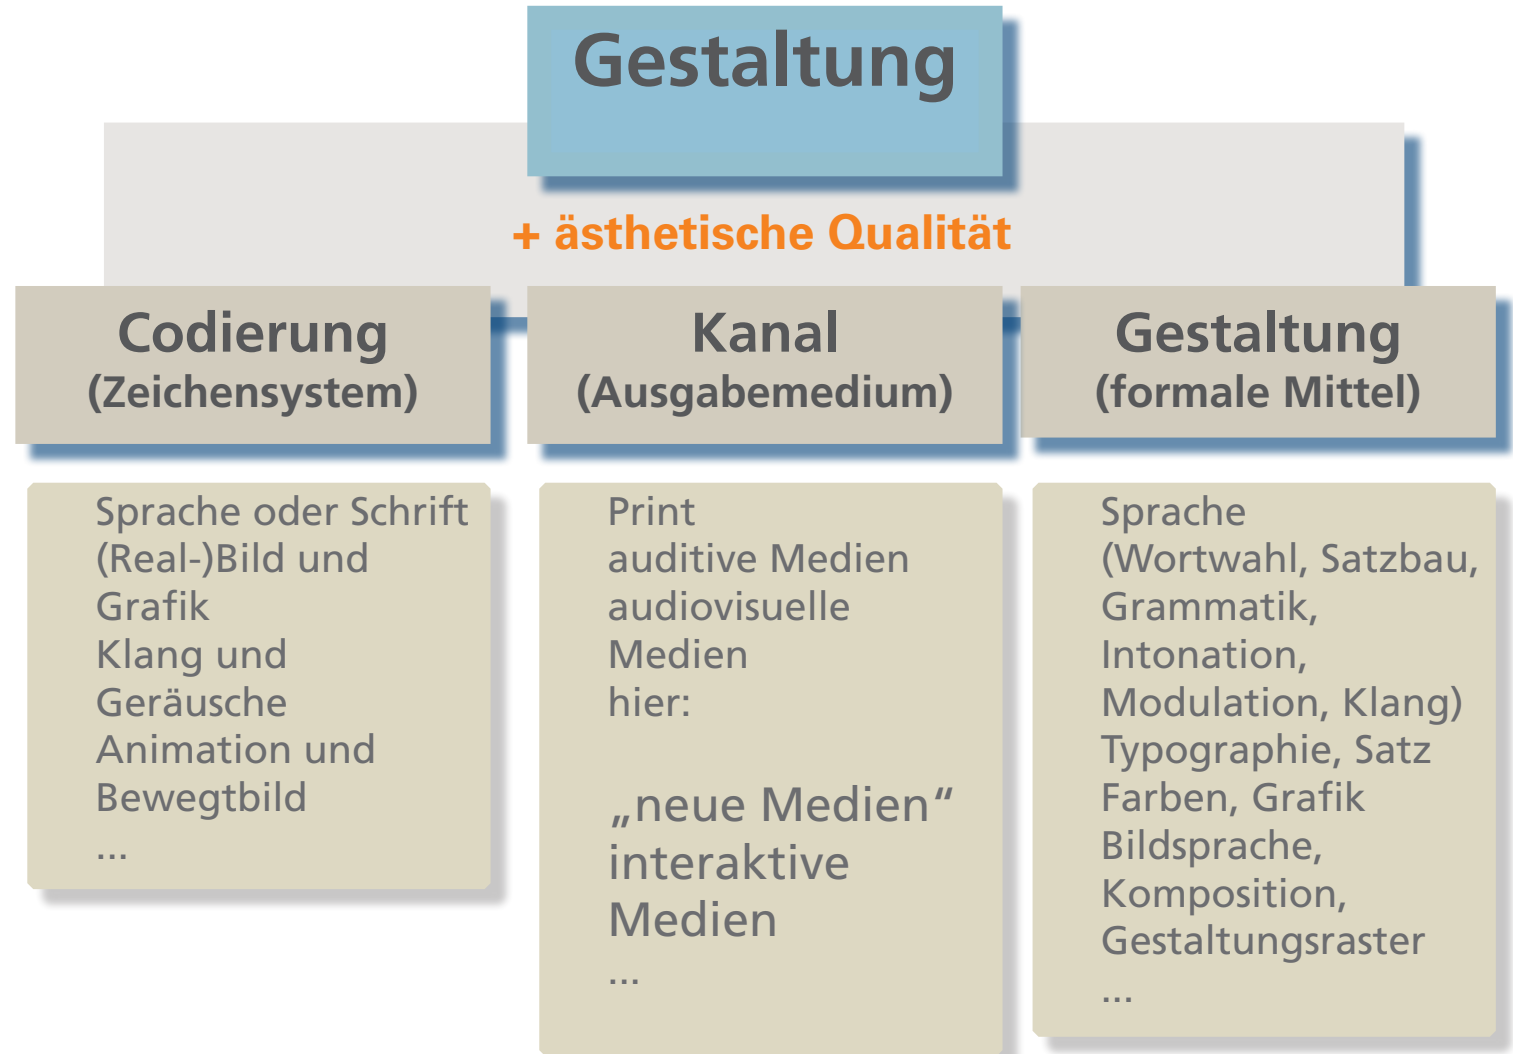 Gestaltung
+ ästhetische Qualität
Codierung
(Zeichensystem)
Sprache oder Schrift
(Real-)Bild und
Grafik
Klang und
Geräusche
Animation und
Bewegtbild
...
Kanal
(Ausgabemedium)
Print
auditive Medien
audiovisuelle
Medien
hier:
„neue Medien“
interaktive
Medien
...
Gestaltung
(formale Mittel)
Sprache
(Wortwahl, Satzbau,
Grammatik,
Intonation,
Modulation, Klang)
Typographie, Satz
Farben, Grafik
Bildsprache,
Komposition,
Gestaltungsraster
...